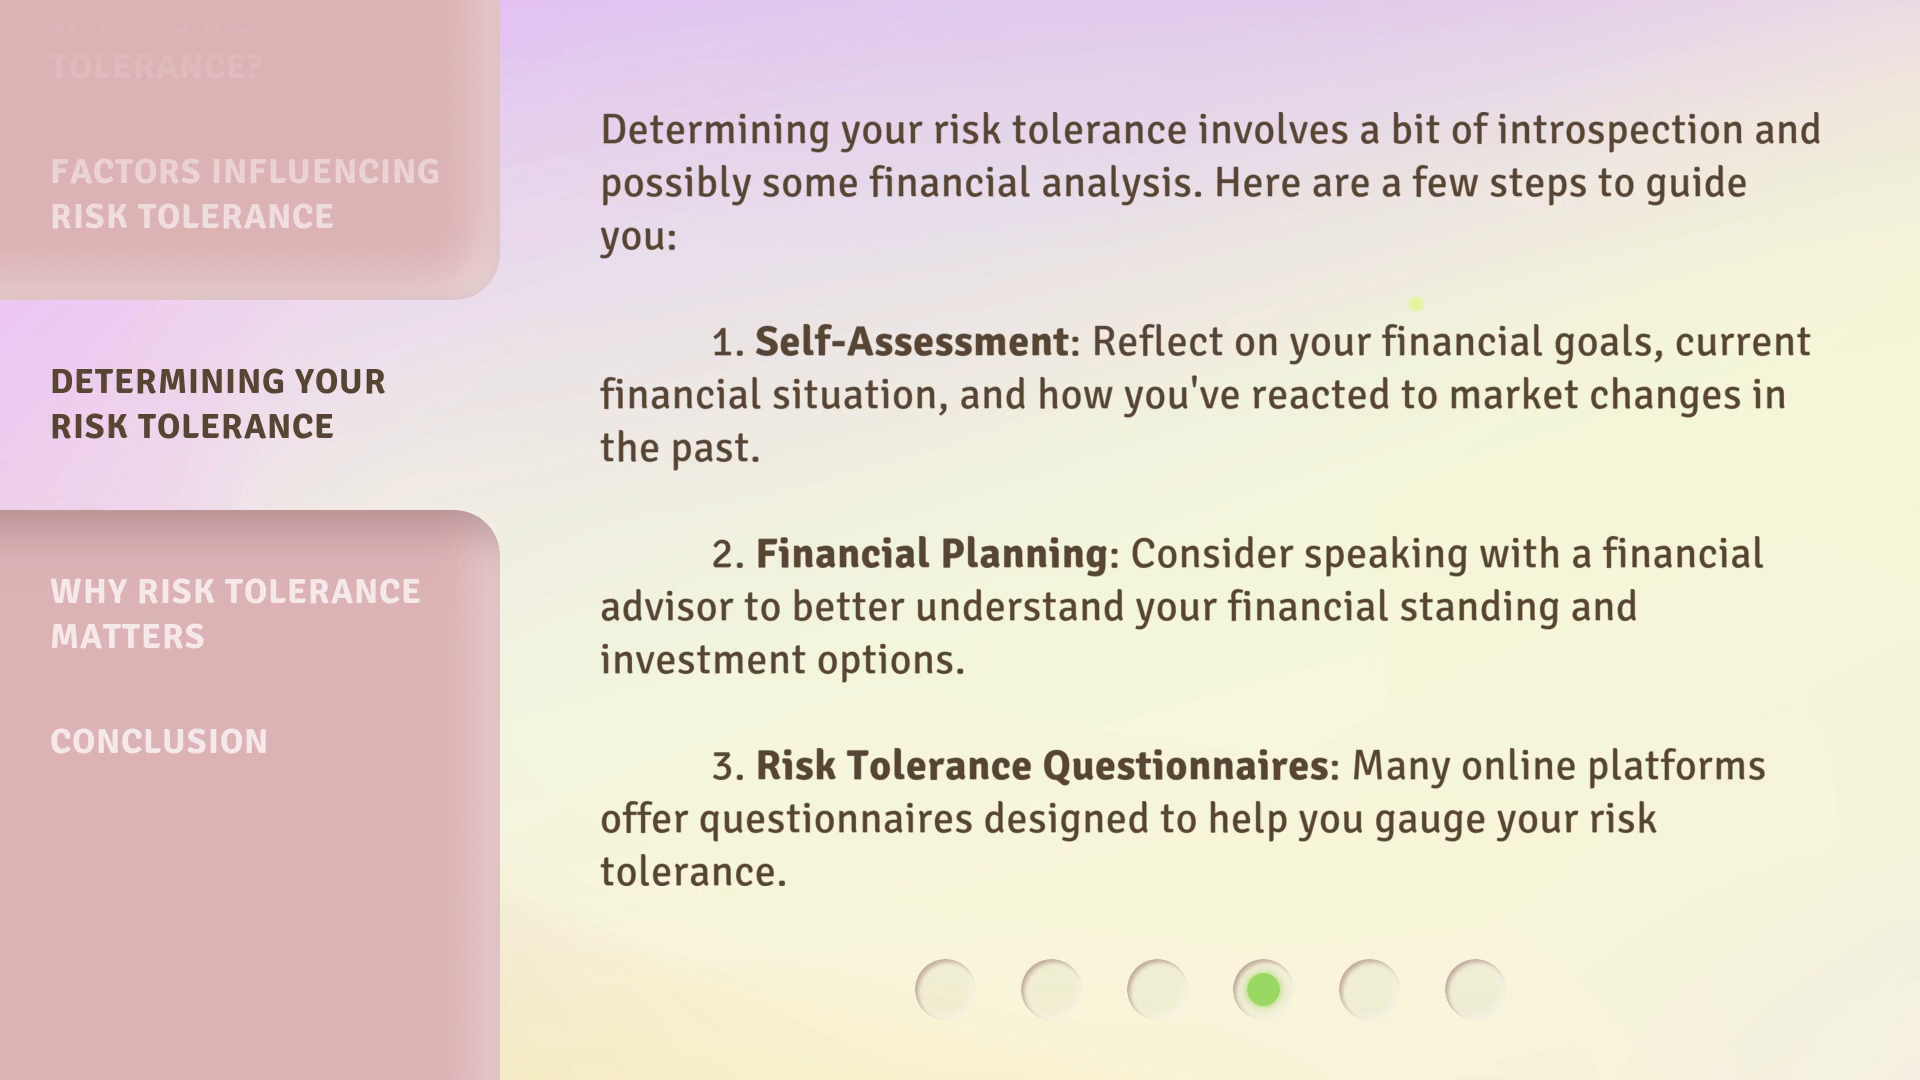 WHAT IS RISK
TOLERANCE?
FACTORS INFLUENCING
RISK TOLERANCE
DETERMINING YOUR
RISK TOLERANCE
WHY RISK TOLERANCE
MATTERS
CONCLUSION
Determining your risk tolerance involves a bit of introspection and
possibly some financial analysis. Here are a few steps to guide
you:
1. Self-Assessment: Reflect on your financial goals, current
financial situation, and how you've reacted to market changes in
the past.
2. Financial Planning: Consider speaking with a financial
advisor to better understand your financial standing and
investment options.
3. Risk Tolerance Questionnaires: Many online platforms
offer questionnaires designed to help you gauge your risk
tolerance.